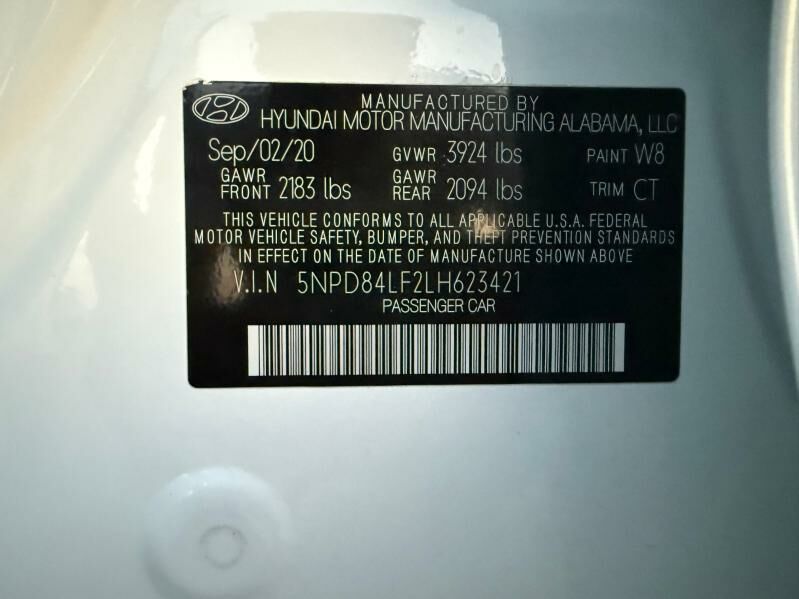 MANUFACTURED BY
HYUNDAI MOTOR MANUFACTURING ALABAMA, LLC
Sep/02/20 GVWR 3924 lbs PAINT W8
GAWR FRONT 2183 lbs GAWR REAR 2094 lbs TRIM CT
THIS VEHICLE CONFORMS TO ALL APPLICABLE U.S.A. FEDERAL
MOTOR VEHICLE SAFETY, BUMPER, AND THEFT PREVENTION STANDARDS
IN EFFECT ON THE DATE OF MANUFACTURE SHOWN ABOVE
V.I.N 5NPD84LF2LH623421
PASSENGER CAR